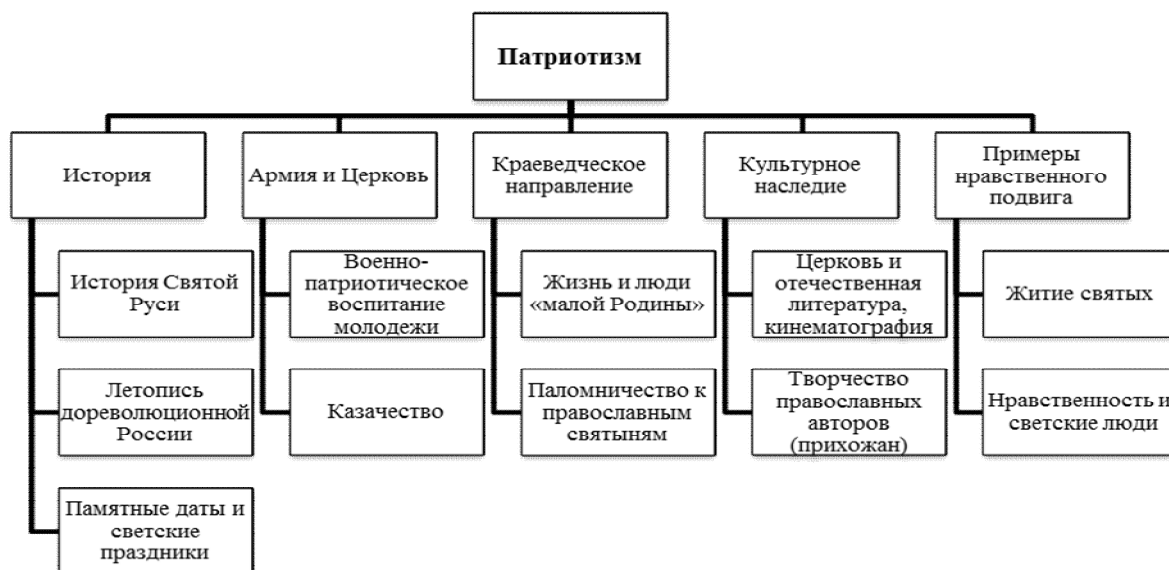 Патриотизм
История
Армия и Церковь
Краеведческое
направление
Культурное
наследие
Примеры
нравственного
подвига
История Святой
Руси
Летопись
дореволюционной
России
Памятные даты и
светские
праздники
Военно-
патриотическое
воспитание
молодежи
Казачество
Жизнь и люди
«малой Родины»
Паломничество к
православным
святыням
Церковь и
отечественная
литература,
кинематография
Творчество
православных
авторов
(прихожан)
Житие святых
Нравственность и
светские люди